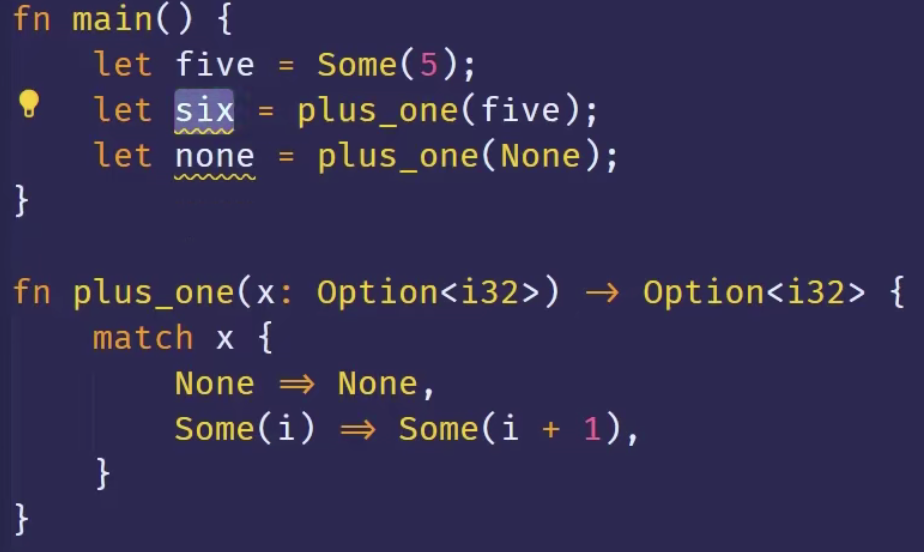 fn main() {
    let five = Some(5);
    let six = plus_one(five);
    let none = plus_one(None);
}

fn plus_one(x: Option<i32>) -> Option<i32> {
    match x {
        None => None,
        Some(i) => Some(i + 1),
    }
}